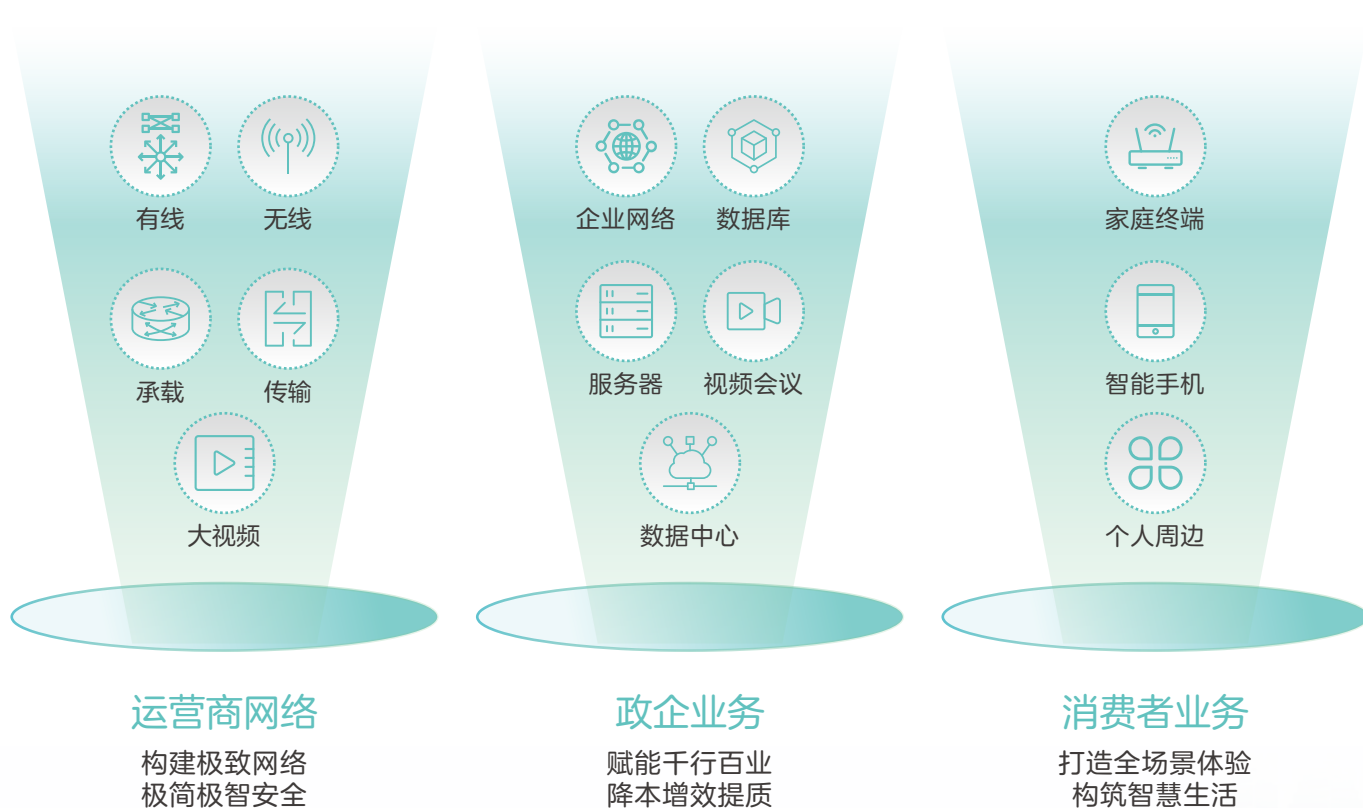 有线
无线
承载
传输
大视频
运营商网络
构建极致网络
极简极智安全
企业网络
数据库
服务器
视频会议
数据中心
政企业务
赋能千行百业
降本增效提质
家庭终端
智能手机
个人周边
消费者业务
打造全场景体验
构筑智慧生活